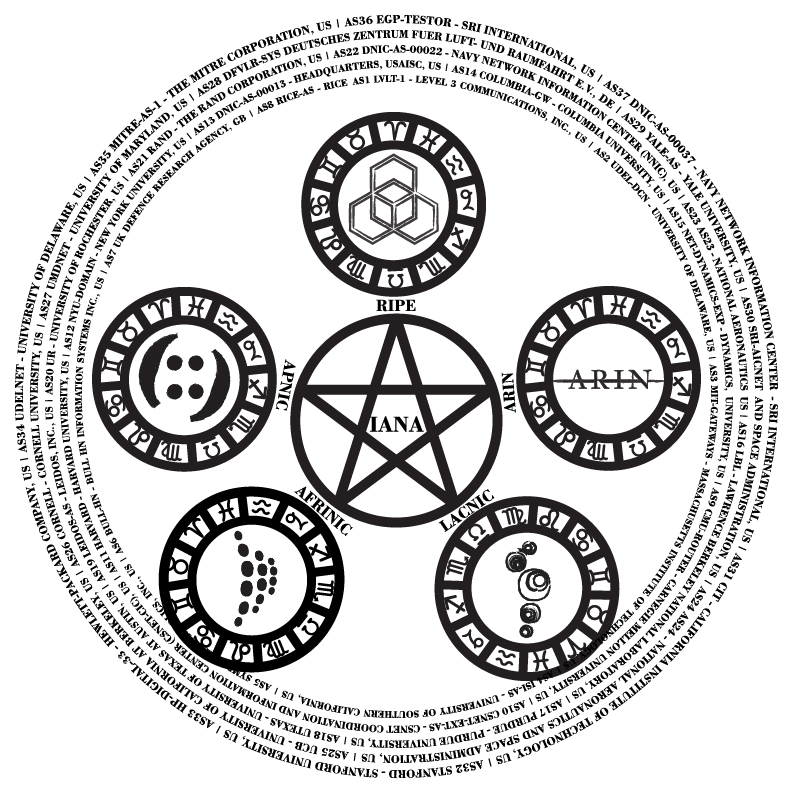 AS1 LVLT-1 - LEVEL 3 COMMUNICATIONS, INC., US | AS2 UDEL-DCN - UNIVERSITY OF DELAWARE, US | AS3 MIT-GATEWAYS - MASSACHUSETTS INSTITUTE OF TECHNOLOGY, US | AS4 ISI-AS - OF SOUTHERN CALIFORNIA, US | AS5 INC., US | AS6 BULL-HN - BULL HN INFORMATION SYSTEMS INC., US | AS7 UK DEFENCE RESEARCH AGENCY, GB | AS8 RICE-AS - RICE
UNIVERSITY, US | AS9 CMU-ROUTER - CARNEGIE MELLON UNIVERSITY, US | AS10 CSNET-EXT-AS - CSNET COORDINATION AND INFORMATION CENTER (CSNET-CIC), US | AS11 HARVARD - HARVARD UNIVERSITY, US | AS12 NYU-DOMAIN - NEW YORK UNIVERSITY, US | AS13 DNIC-AS-00013 - HEADQUARTERS, USAISC, US | AS14 COLUMBIA-GW - COLUMBIA UNIVERSITY, US | AS15 NET-DYNAMICS-EXP - DYNAMICS,
US | AS16 LBL - LAWRENCE BERKELEY NATIONAL LABORATORY, US | AS17 PURDUE - PURDUE UNIVERSITY, US | AS18 UTEXAS - UNIVERSITY OF TEXAS AT AUSTIN, US | AS19 LEIDOS-AS - LEIDOS, INC., US | AS20 UR - UNIVERSITY OF ROCHESTER, US | AS21 RAND - THE RAND CORPORATION, US | AS22 DNIC-AS-00022 - NAVY NETWORK INFORMATION CENTER (NNIC), US | AS23 AS23 - NATIONAL AERONAUTICS
AND SPACE ADMINISTRATION, US | AS24 AS24 - NATIONAL AERONAUTICS AND SPACE ADMINISTRATION, US | AS25 UCB - UNIVERSITY OF CALIFORNIA AT BERKELEY, US | AS26 CORNELL - CORNELL UNIVERSITY, US | AS27 UMDNET - UNIVERSITY OF MARYLAND, US | AS28 DFVLR-SYS DEUTSCHES ZENTRUM FUER LUFT- UND RAUMFAHRT E.V., DE | AS29 YALE-AS - YALE UNIVERSITY, US | AS30 SRI-AICNET
- SRI INTERNATIONAL, US | AS31 CIT - CALIFORNIA INSTITUTE OF TECHNOLOGY, US | AS32 STANFORD - STANFORD UNIVERSITY, US | AS33 HP-DIGITAL-33 - HEWLETT-PACKARD COMPANY, US | AS34 UDELNET - UNIVERSITY OF DELAWARE, US | AS35 MITRE-AS-1 - THE MITRE CORPORATION, US | AS36 EGP-TESTOR - SRI INTERNATIONAL, US | AS37 DNIC-AS-00037 - NAVY NETWORK INFORMATION CENTER
RIPE
APNIC
ARIN
ARIN
IANA
AFRINIC
LACNIC